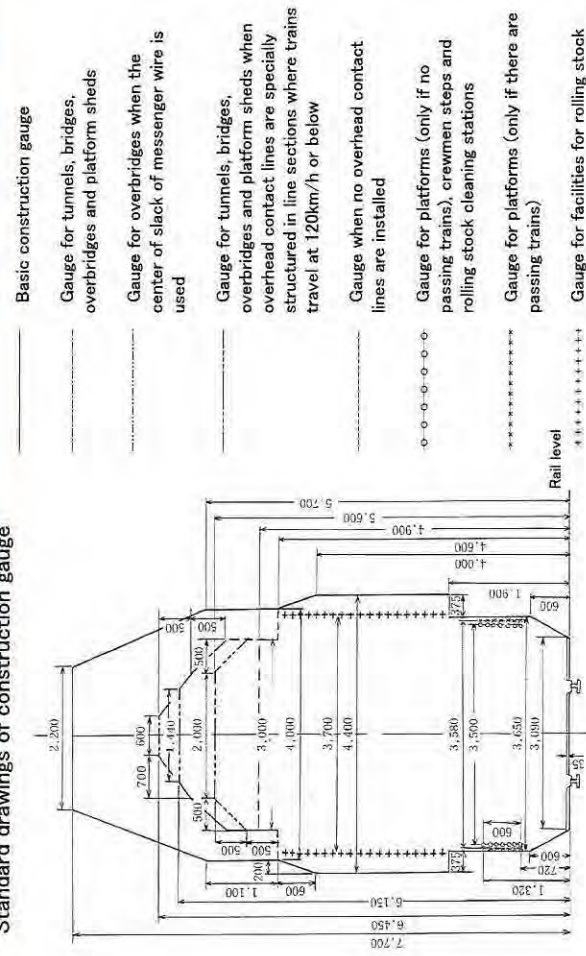 Standard drawings of construction gauge
2,200
600
700
1,440
500
500
2,000
500
500
3,000
4,000
3,700
4,400
500
500
200
1.100
600
375
375
3,580
3,500
3,650
3,090
600
35
600
720
1.320
6.150
6.450
7.700
5.700
5.600
4.900
4.600
4.000
1.900
600
Rail level
Basic construction gauge
Gauge for tunnels, bridges,
overbridges and platform sheds
Gauge for overbridges when the
center of slack of messenger wire is
used
Gauge for tunnels, bridges,
overbridges and platform sheds when
overhead contact lines are specially
structured in line sections where trains
travel at 120km/h or below
Gauge when no overhead contact
lines are installed
Gauge for platforms (only if no
passing trains), crewmen steps and
rolling stock cleaning stations
Gauge for platforms (only if there are
passing trains)
Gauge for facilities for rolling stock